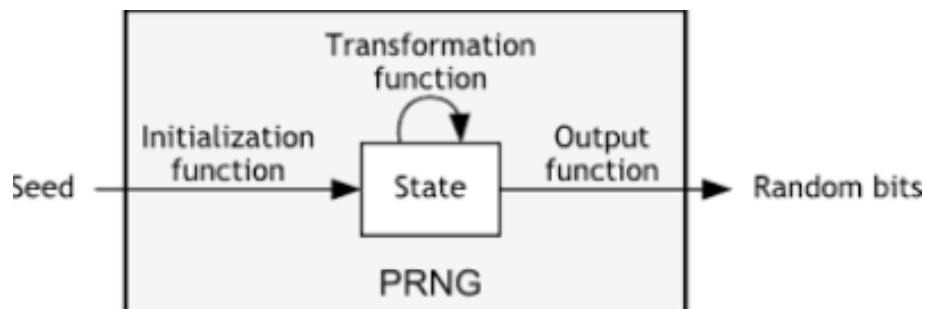 Transformation
function
Initialization
function
Output
function
Seed
State
Random bits
PRNG